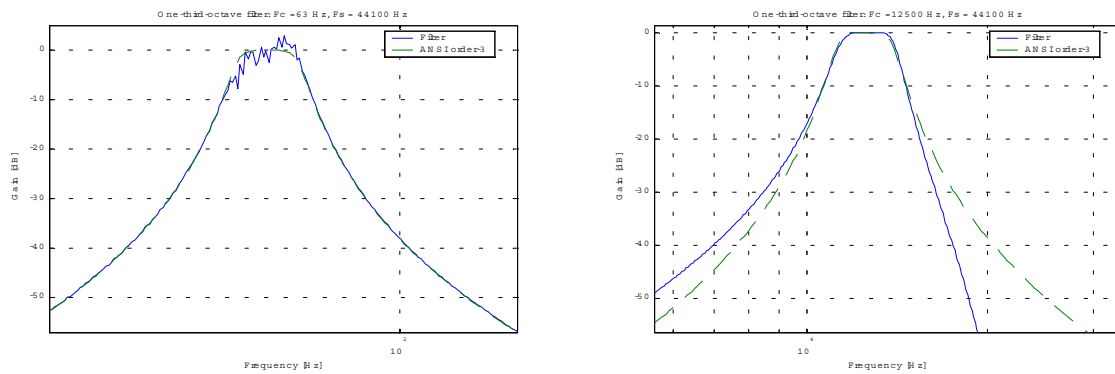 One-third-octave filter: Fc =63 Hz, Fs = 44100 Hz
Filter
ANSI order-3
0
-10
-20
-30
-40
-50
Gain [dB]
10^2
Frequency [Hz]
One-third-octave filter: Fc =12500 Hz, Fs = 44100 Hz
Filter
ANSI order-3
0
-10
-20
-30
-40
-50
Gain [dB]
10^4
Frequency [Hz]